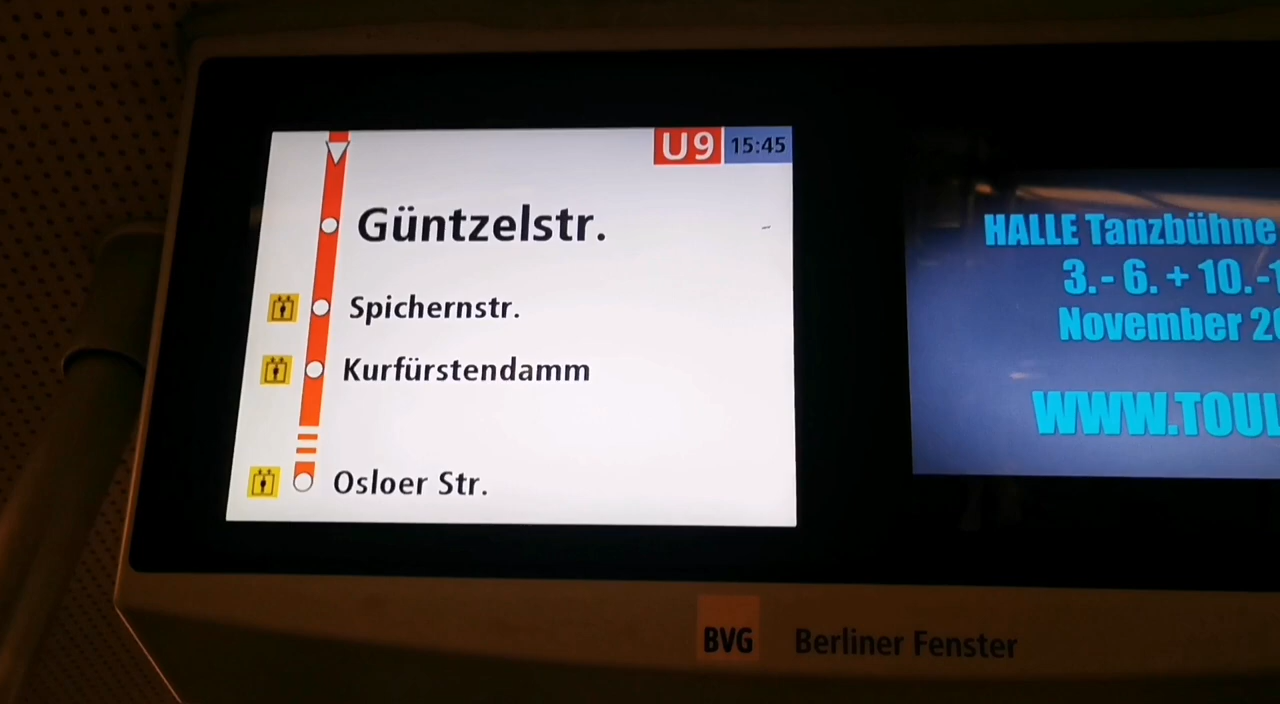 U9 15:45
Güntzelstr.
Spichernstr.
Kurfürstendamm
Osloer Str.
HALLE Tanzbühne
3.- 6. + 10.-
November
BVG Berliner Fenster